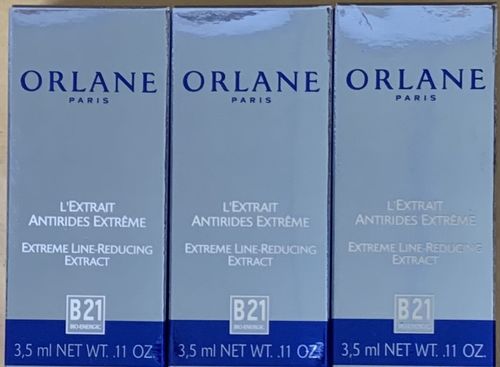 ORLANE
PARIS
L'EXTRAIT
ANTIRIDES EXTRÊME
EXTREME LINE-REDUCING
EXTRACT
B21
BIO-ENERGIC
3,5 ml NET WT. .11 OZ.
ORLANE
PARIS
L'EXTRAIT
ANTIRIDES EXTRÊME
EXTREME LINE-REDUCING
EXTRACT
B21
BIO-ENERGIC
3,5 ml NET WT. .11 OZ.
ORLANE
PARIS
L'EXTRAIT
ANTIRIDES EXTRÊME
EXTREME LINE-REDUCING
EXTRACT
B21
BIO-ENERGIC
3,5 ml NET WT. .11 OZ.